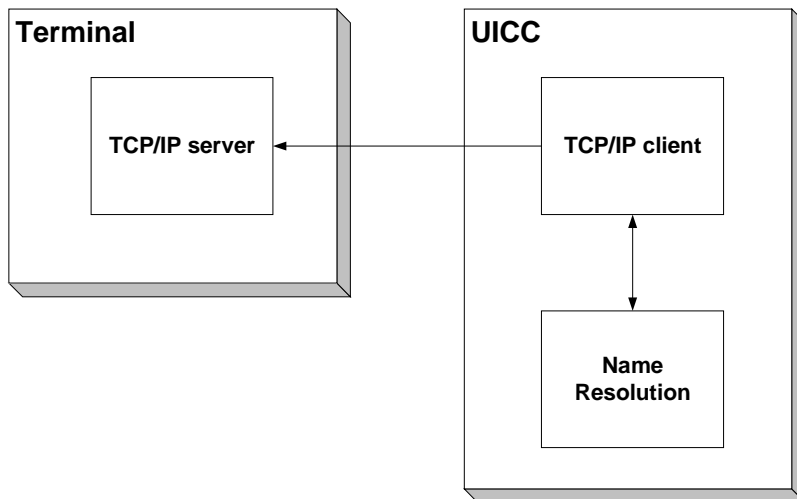 Terminal
UICC
TCP/IP server
TCP/IP client
Name
Resolution